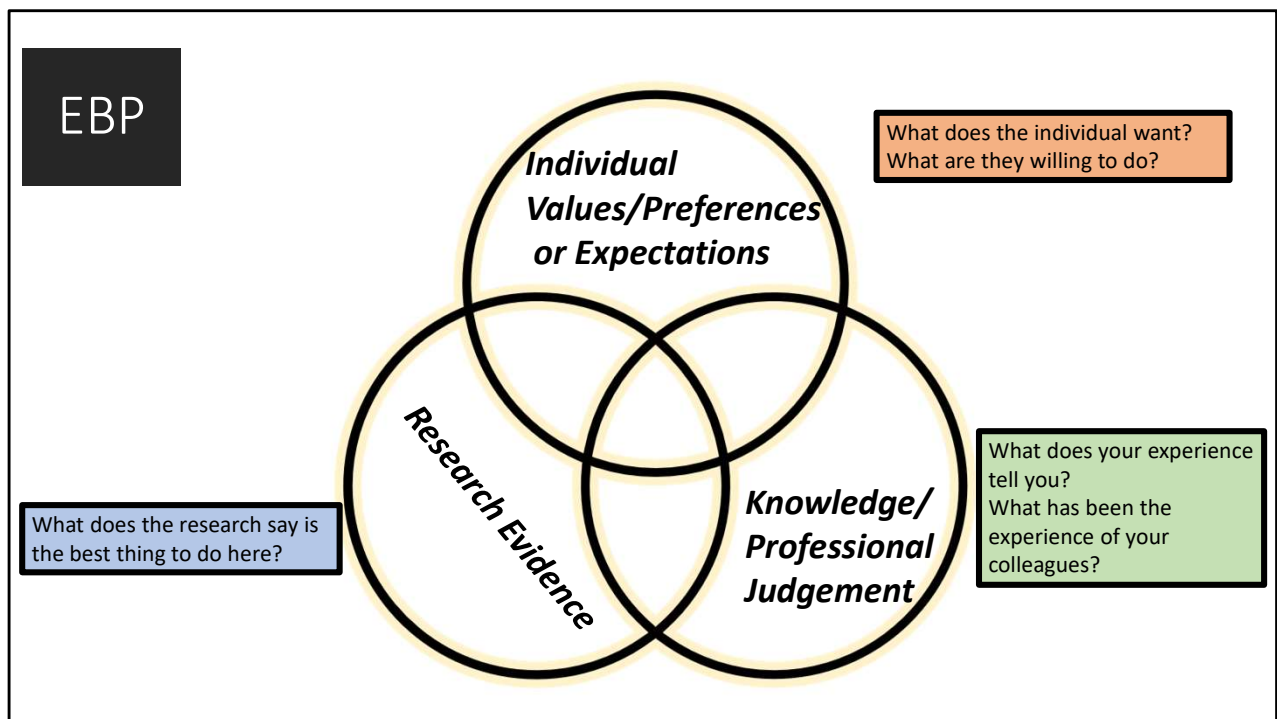 EBP
Individual
Values/Preferences
or Expectations
What does the individual want?
What are they willing to do?
Research Evidence
What does the research say is
the best thing to do here?
Knowledge/
Professional
Judgement
What does your experience
tell you?
What has been the
experience of your
colleagues?